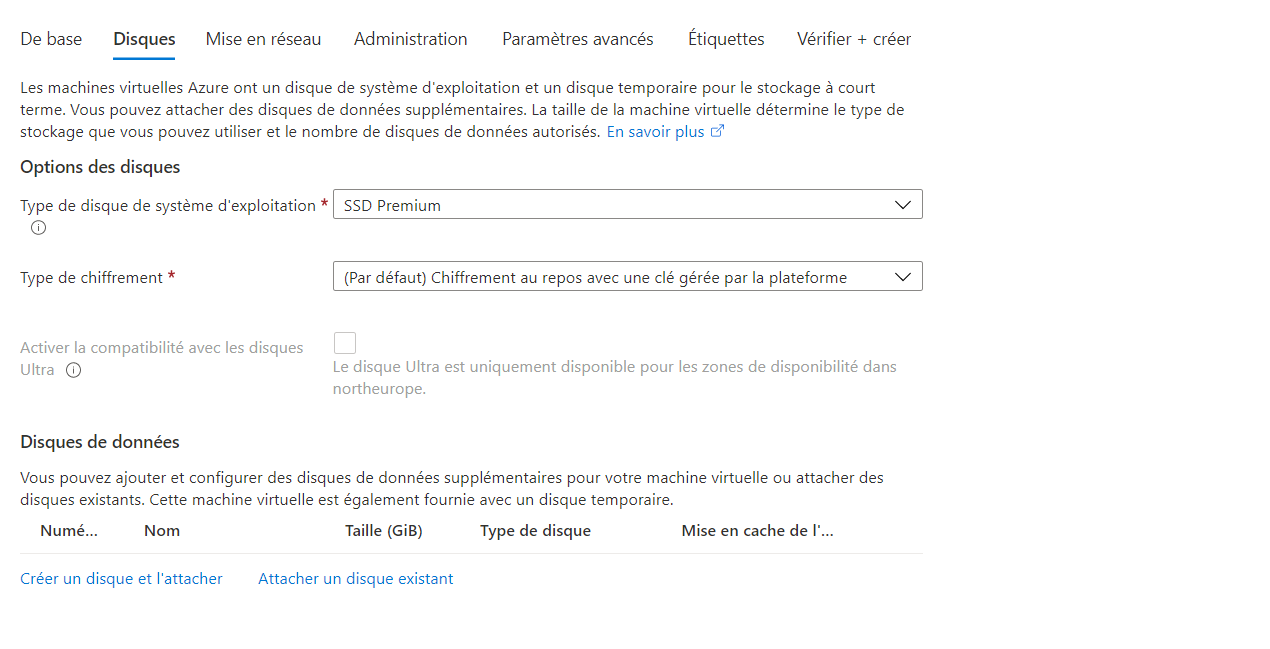 De base Disques Mise en réseau Administration Paramètres avancés Étiquettes Vérifier + créer
Les machines virtuelles Azure ont un disque de système d'exploitation et un disque temporaire pour le stockage à court
terme. Vous pouvez attacher des disques de données supplémentaires. La taille de la machine virtuelle détermine le type de
stockage que vous pouvez utiliser et le nombre de disques de données autorisés. En savoir plus
Options des disques
Type de disque de système d'exploitation * SSD Premium
Type de chiffrement * (Par défaut) Chiffrement au repos avec une clé gérée par la plateforme
Activer la compatibilité avec les disques
Ultra
Le disque Ultra est uniquement disponible pour les zones de disponibilité dans
northeurope.
Disques de données
Vous pouvez ajouter et configurer des disques de données supplémentaires pour votre machine virtuelle ou attacher des
disques existants. Cette machine virtuelle est également fournie avec un disque temporaire.
Numé... Nom Taille (GiB) Type de disque Mise en cache de l'...
Créer un disque et l'attacher Attacher un disque existant